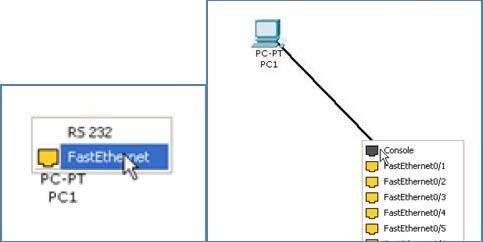 RS 232
FastEthernet
PC-PT
PC1
PC-PT
PC1
Console
FastEthernet0/1
FastEthernet0/2
FastEthernet0/3
FastEthernet0/4
FastEthernet0/5